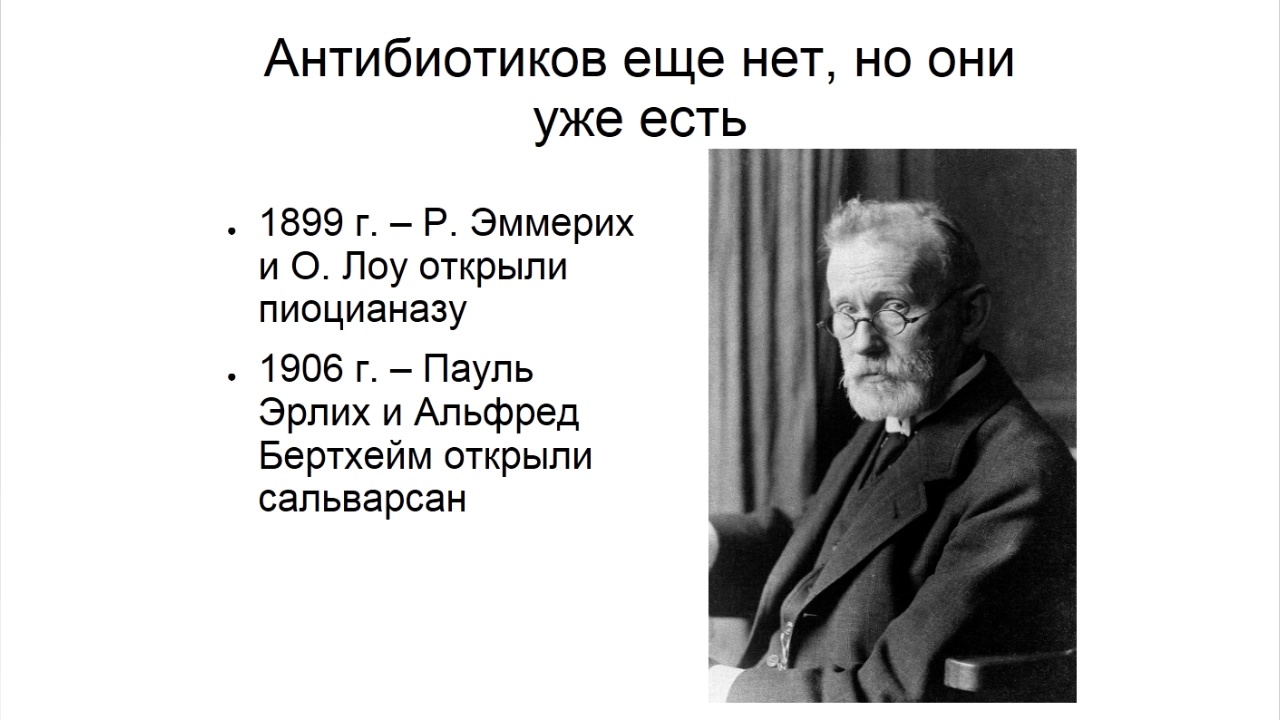 Антибиотиков еще нет, но они
уже есть
● 1899 г. – Р. Эммерих
и О. Лоу открыли
пиоцианазу
● 1906 г. – Пауль
Эрлих и Альфред
Бертхейм открыли
сальварсан